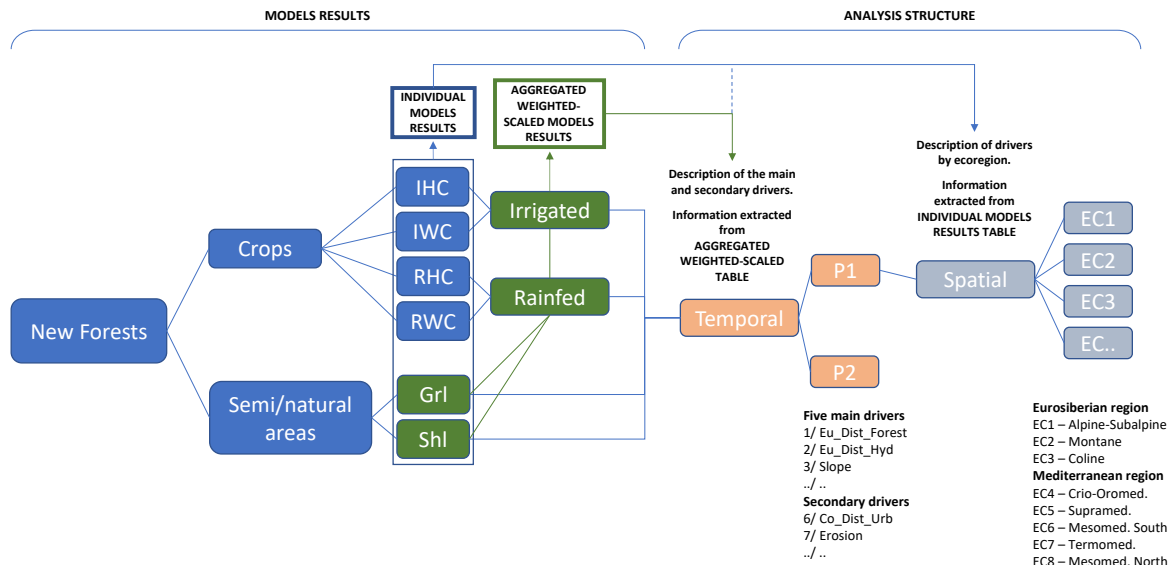 MODELS RESULTS
ANALYSIS STRUCTURE
INDIVIDUAL
MODELS
RESULTS
AGGREGATED
WEIGHTED-
SCALED MODELS
RESULTS
Description of the main
and secondary drivers.
Information extracted
from
AGGREGATED
WEIGHTED-SCALED
TABLE
Description of drivers
by ecoregion.
Information
extracted from
INDIVIDUAL MODELS
RESULTS TABLE
New Forests
Crops
Semi/natural
areas
IHC
IWC
RHC
RWC
Grl
Shl
Irrigated
Rainfed
Temporal
P1
P2
Spatial
EC1
EC2
EC3
EC..
Five main drivers
1/ Eu_Dist_Forest
2/ Eu_Dist_Hyd
3/ Slope
../ ..
Secondary drivers
6/ Co_Dist_Urb
7/ Erosion
../ ..
Eurosiberian region
EC1 – Alpine-Subalpine
EC2 – Montane
EC3 – Coline
Mediterranean region
EC4 – Crio-Oromed.
EC5 – Supramed.
EC6 – Mesomed. South
EC7 – Termomed.
EC8 – Mesomed. North